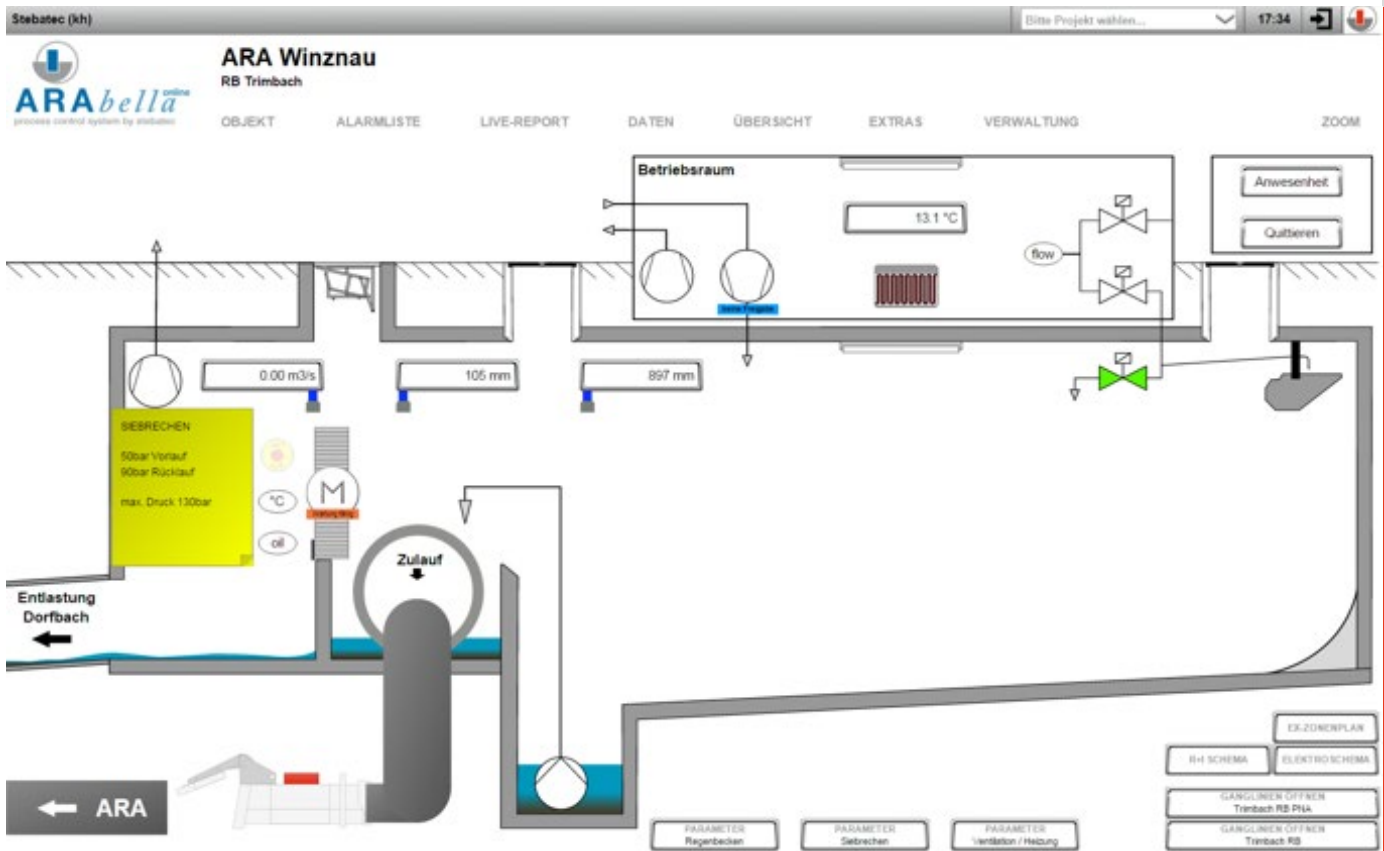 Stebatec (kh)
Bitte Projekt wählen...
17:34
ARAbella online
process control system by stebatec
ARA Winznau
RB Trimbach
OBJEKT
ALARMLISTE
LIVE-REPORT
DATEN
ÜBERSICHT
EXTRAS
VERWALTUNG
ZOOM
Betriebsraum
13.1 °C
flow
keine Freigabe
Anwesenheit
Quittieren
0.00 m3/s
105 mm
897 mm
SIEBRECHEN
50bar Vorlauf
90bar Rücklauf
max. Druck 130bar
°C
oil
M
Zulauf
Entlastung
Dorfbach
ARA
EX-ZONENPLAN
R+I SCHEMA
ELEKTROSCHEMA
GANGLINIEN ÖFFNEN
Trimbach RB PNA
GANGLINIEN ÖFFNEN
Trimbach RB
PARAMETER
Regenbecken
PARAMETER
Siebrechen
PARAMETER
Ventilation / Heizung